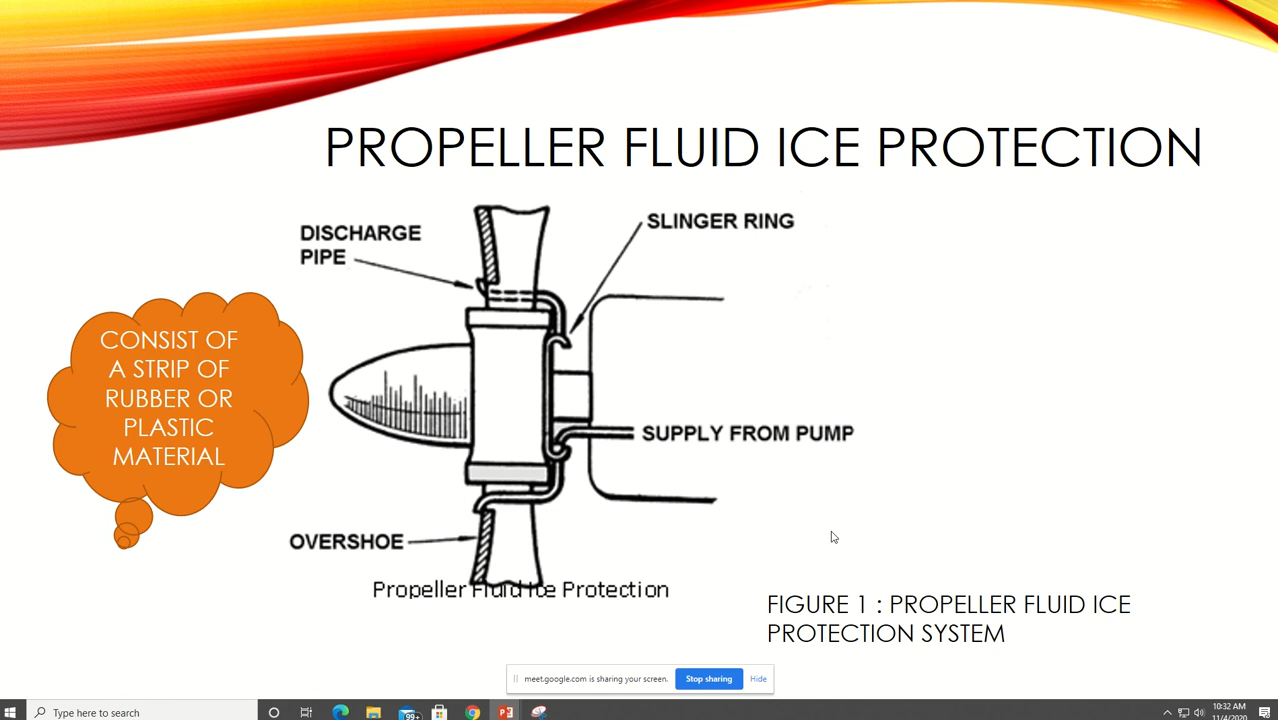 PROPELLER FLUID ICE PROTECTION
DISCHARGE
PIPE
SLINGER RING
CONSIST OF
A STRIP OF
RUBBER OR
PLASTIC
MATERIAL
SUPPLY FROM PUMP
OVERSHOE
Propeller Fluid Ice Protection
FIGURE 1 : PROPELLER FLUID ICE
PROTECTION SYSTEM
meet.google.com is sharing your screen.
Stop sharing
Hide
Type here to search
99+
10:32 AM
11/4/2020